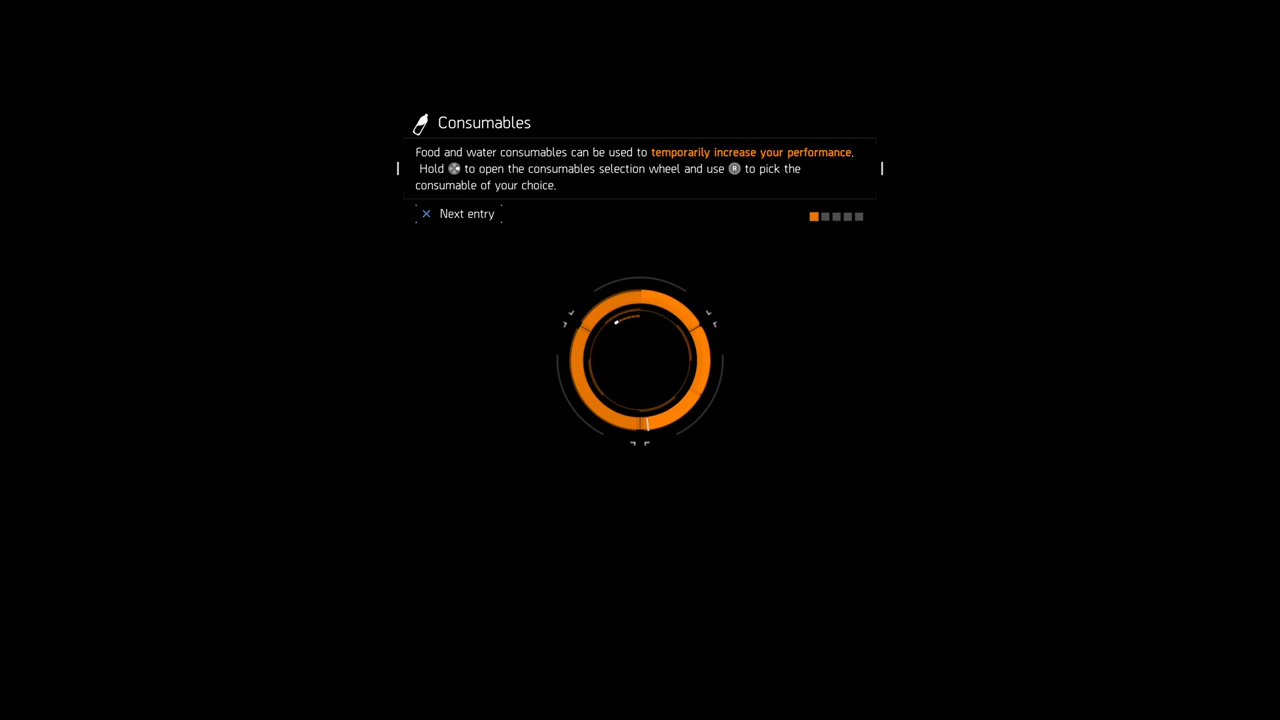 Consumables
Food and water consumables can be used to temporarily increase your performance.
Hold to open the consumables selection wheel and use R to pick the
consumable of your choice.
Next entry